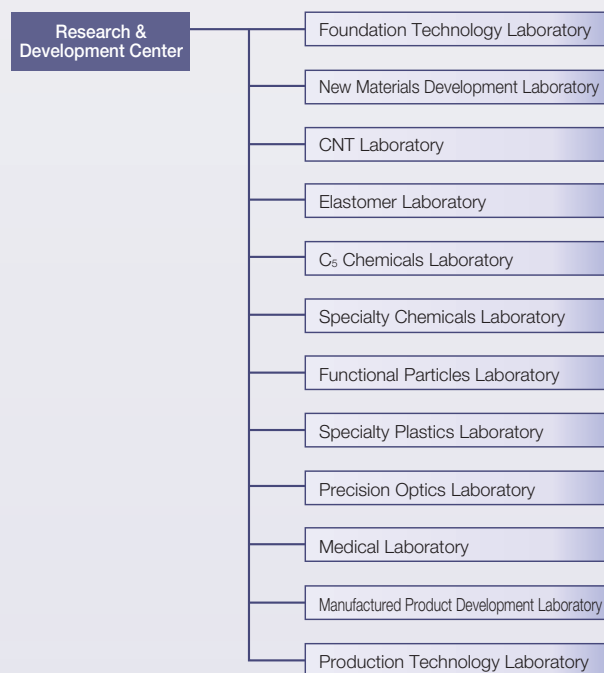 Research &
Development Center
Foundation Technology Laboratory
New Materials Development Laboratory
CNT Laboratory
Elastomer Laboratory
C₅ Chemicals Laboratory
Specialty Chemicals Laboratory
Functional Particles Laboratory
Specialty Plastics Laboratory
Precision Optics Laboratory
Medical Laboratory
Manufactured Product Development Laboratory
Production Technology Laboratory